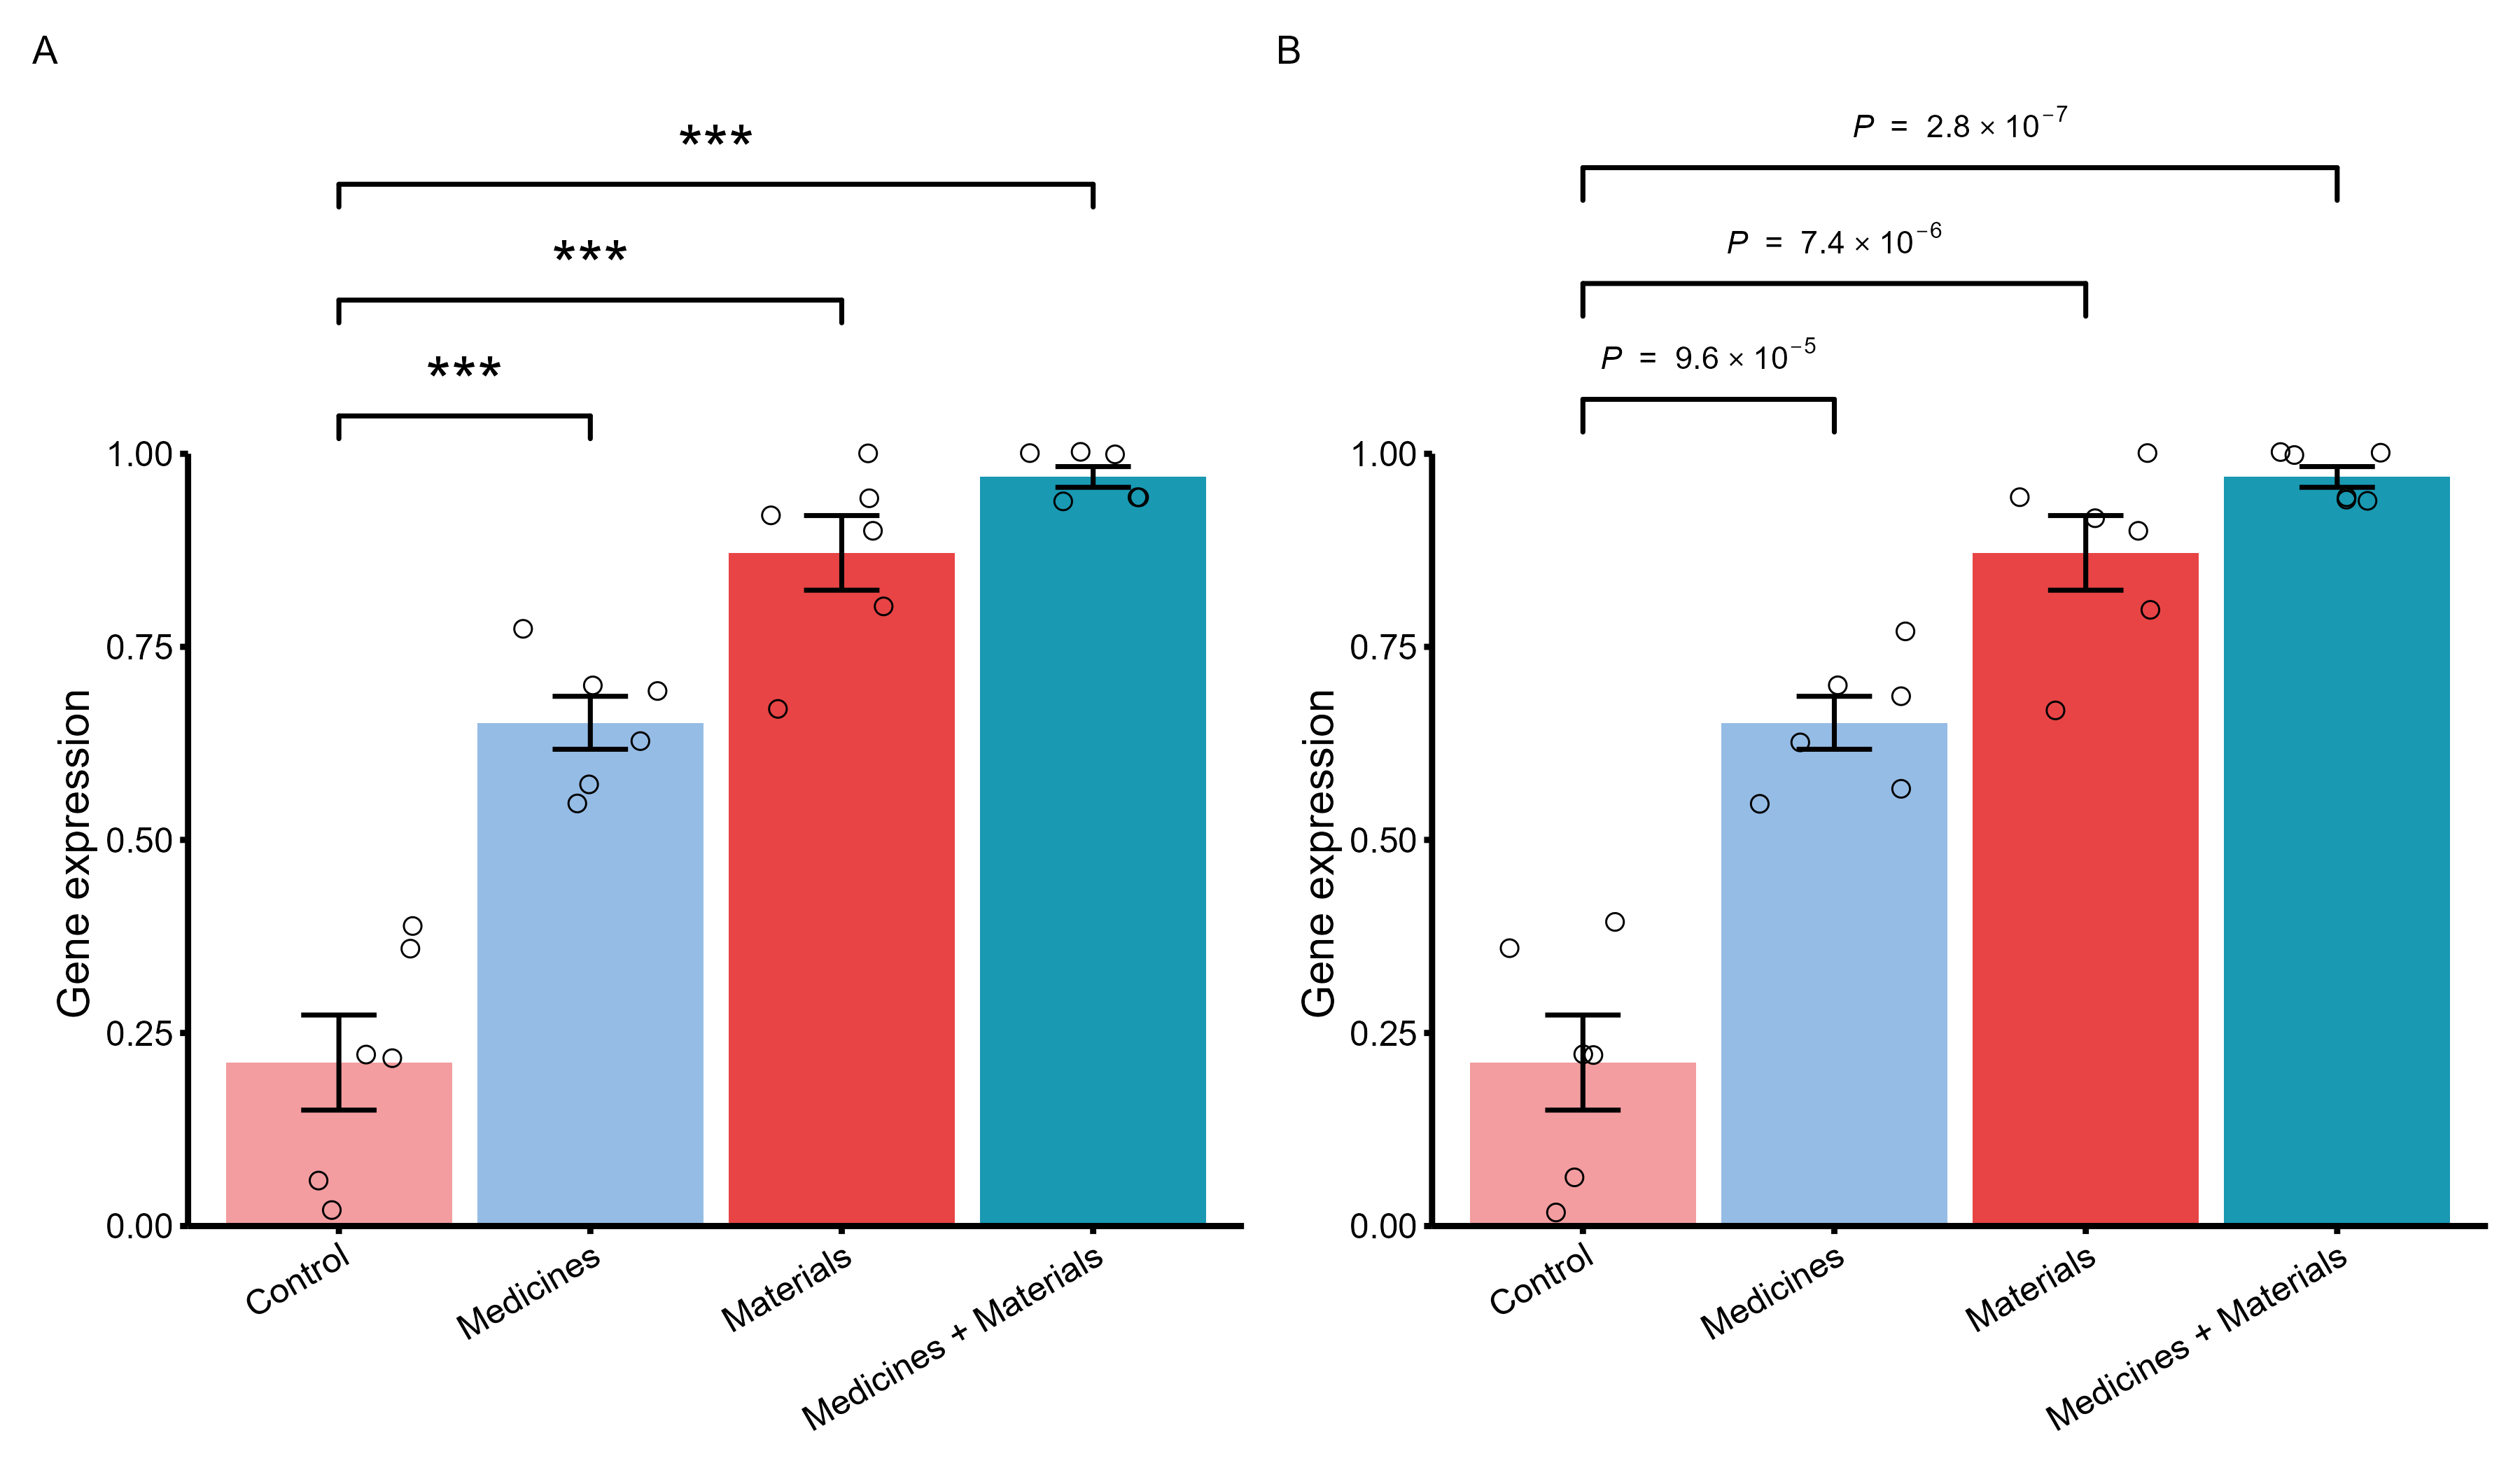 A
***
***
***
1.00
0.75
0.50
0.25
0.00
Gene expression
Control
Medicines
Materials
Medicines + Materials
B
P = 2.8 × 10⁻⁷
P = 7.4 × 10⁻⁶
P = 9.6 × 10⁻⁵
1.00
0.75
0.50
0.25
0.00
Gene expression
Control
Medicines
Materials
Medicines + Materials